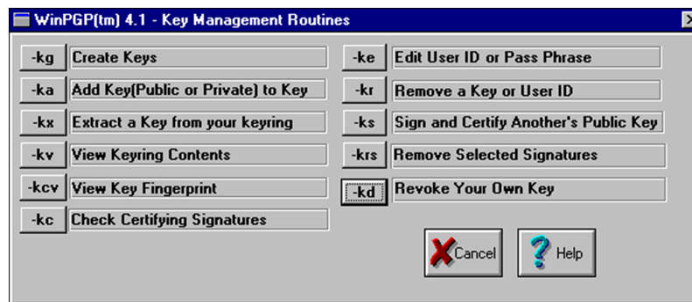 WinPGP(tm) 4.1 - Key Management Routines
-kg Create Keys
-ka Add Key(Public or Private) to Key
-kx Extract a Key from your keyring
-kv View Keyring Contents
-kcv View Key Fingerprint
-kc Check Certifying Signatures
-ke Edit User ID or Pass Phrase
-kr Remove a Key or User ID
-ks Sign and Certify Another's Public Key
-krs Remove Selected Signatures
-kd Revoke Your Own Key
Cancel
Help